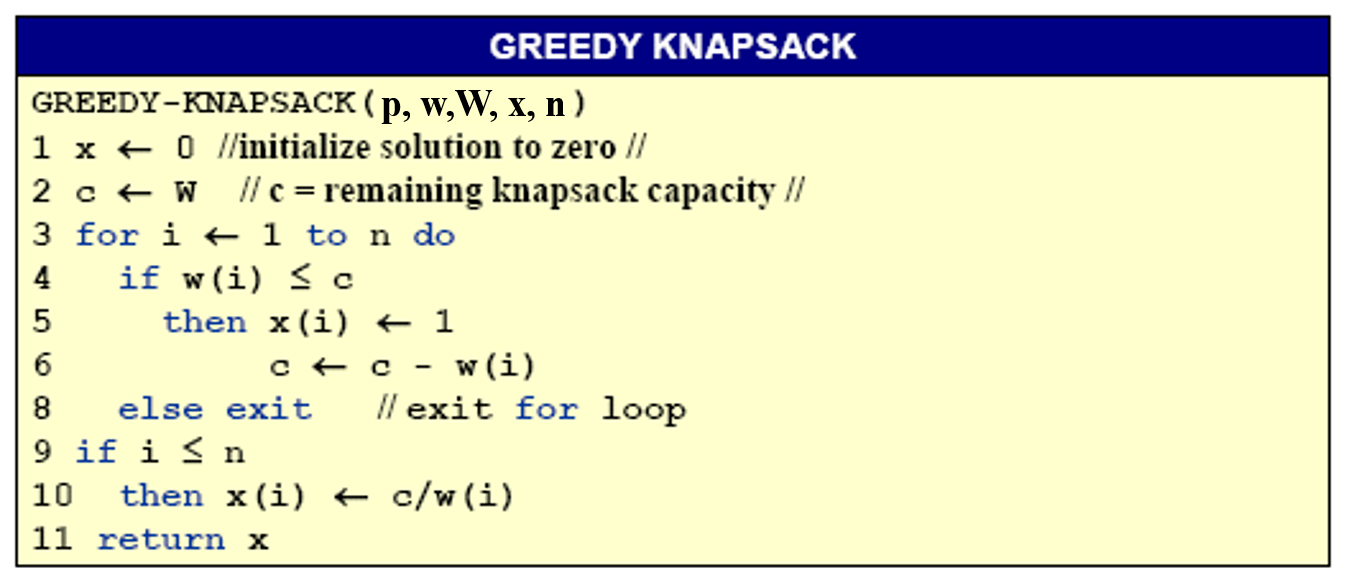 GREEDY KNAPSACK
GREEDY-KNAPSACK(p, w,W, x, n)
1 x ← 0 //initialize solution to zero //
2 c ← W // c = remaining knapsack capacity //
3 for i ← 1 to n do
4 if w(i) ≤ c
5 then x(i) ← 1
6 c ← c - w(i)
8 else exit // exit for loop
9 if i ≤ n
10 then x(i) ← c/w(i)
11 return x